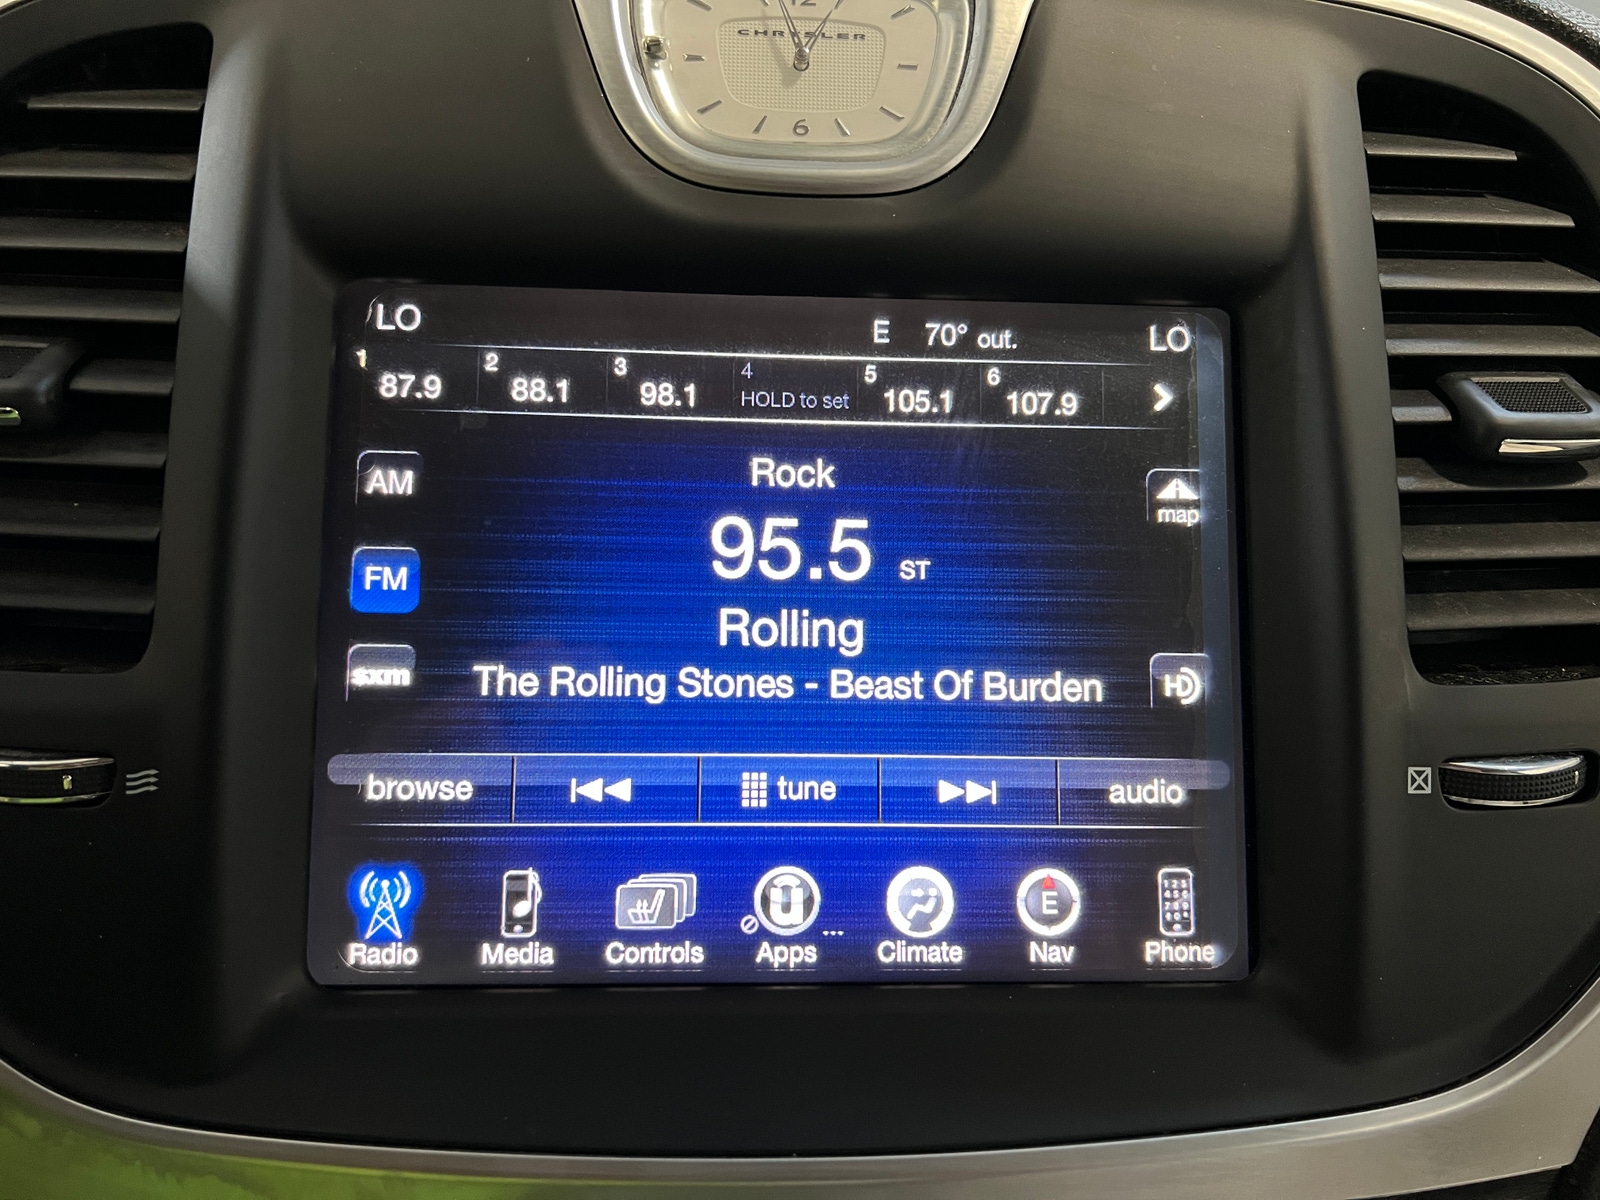 12
CHRYSLER
6
LO E 70° out. LO
1 87.9 2 88.1 3 98.1 4 HOLD to set 5 105.1 6 107.9
AM
FM
sxm
Rock
95.5 ST
Rolling
The Rolling Stones - Beast Of Burden
map
HD
browse tune audio
E
Radio Media Controls Apps ... Climate Nav Phone